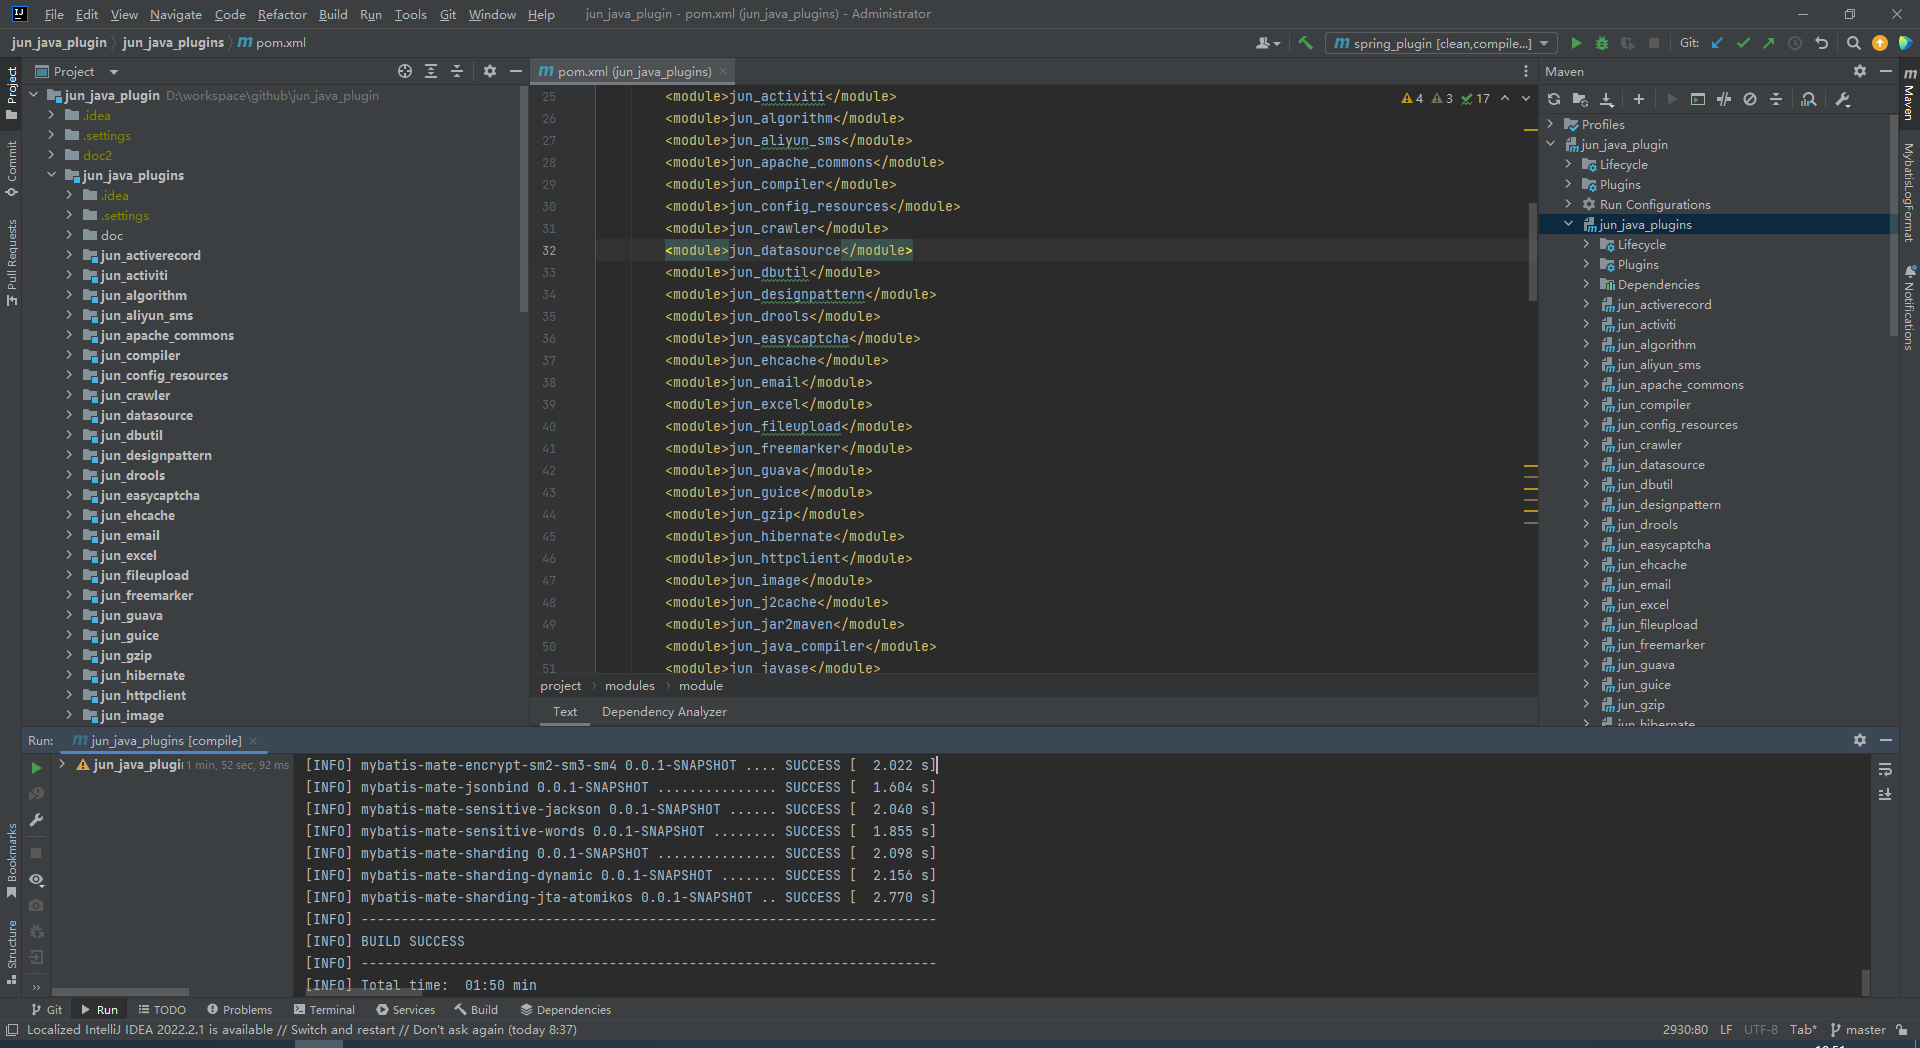 File Edit View Navigate Code Refactor Build Run Tools Git Window Help jun_java_plugin - pom.xml (jun_java_plugins) - Administrator
jun_java_plugin jun_java_plugins m pom.xml
m spring_plugin [clean,compile...] Git:
Project
m pom.xml (jun_java_plugins)
Maven
Project
Commit
Pull Requests
Bookmarks
Structure
jun_java_plugin D:\workspace\github\jun_java_plugin
.idea
.settings
doc2
jun_java_plugins
.idea
.settings
doc
jun_activerecord
jun_activiti
jun_algorithm
jun_aliyun_sms
jun_apache_commons
jun_compiler
jun_config_resources
jun_crawler
jun_datasource
jun_dbutil
jun_designpattern
jun_drools
jun_easycaptcha
jun_ehcache
jun_email
jun_excel
jun_fileupload
jun_freemarker
jun_guava
jun_guice
jun_gzip
jun_hibernate
jun_httpclient
jun_image
4 3 17
25 <module>jun_activiti</module>
26 <module>jun_algorithm</module>
27 <module>jun_aliyun_sms</module>
28 <module>jun_apache_commons</module>
29 <module>jun_compiler</module>
30 <module>jun_config_resources</module>
31 <module>jun_crawler</module>
32 <module>jun_datasource</module>
33 <module>jun_dbutil</module>
34 <module>jun_designpattern</module>
35 <module>jun_drools</module>
36 <module>jun_easycaptcha</module>
37 <module>jun_ehcache</module>
38 <module>jun_email</module>
39 <module>jun_excel</module>
40 <module>jun_fileupload</module>
41 <module>jun_freemarker</module>
42 <module>jun_guava</module>
43 <module>jun_guice</module>
44 <module>jun_gzip</module>
45 <module>jun_hibernate</module>
46 <module>jun_httpclient</module>
47 <module>jun_image</module>
48 <module>jun_j2cache</module>
49 <module>jun_jar2maven</module>
50 <module>jun_java_compiler</module>
51 <module>jun_javase</module>
project modules module
Text Dependency Analyzer
Profiles
jun_java_plugin
Lifecycle
Plugins
Run Configurations
jun_java_plugins
Lifecycle
Plugins
Dependencies
jun_activerecord
jun_activiti
jun_algorithm
jun_aliyun_sms
jun_apache_commons
jun_compiler
jun_config_resources
jun_crawler
jun_datasource
jun_dbutil
jun_designpattern
jun_drools
jun_easycaptcha
jun_ehcache
jun_email
jun_excel
jun_fileupload
jun_freemarker
jun_guava
jun_guice
jun_gzip
jun_hibernate
m Maven
MybatisLogFormat
Notifications
Run: m jun_java_plugins [compile]
jun_java_plugi 1 min, 52 sec, 92 ms
[INFO] mybatis-mate-encrypt-sm2-sm3-sm4 0.0.1-SNAPSHOT .... SUCCESS [  2.022 s]
[INFO] mybatis-mate-jsonbind 0.0.1-SNAPSHOT ............... SUCCESS [  1.604 s]
[INFO] mybatis-mate-sensitive-jackson 0.0.1-SNAPSHOT ...... SUCCESS [  2.040 s]
[INFO] mybatis-mate-sensitive-words 0.0.1-SNAPSHOT ........ SUCCESS [  1.855 s]
[INFO] mybatis-mate-sharding 0.0.1-SNAPSHOT ............... SUCCESS [  2.098 s]
[INFO] mybatis-mate-sharding-dynamic 0.0.1-SNAPSHOT ....... SUCCESS [  2.156 s]
[INFO] mybatis-mate-sharding-jta-atomikos 0.0.1-SNAPSHOT .. SUCCESS [  2.770 s]
[INFO] ------------------------------------------------------------------------
[INFO] BUILD SUCCESS
[INFO] ------------------------------------------------------------------------
[INFO] Total time:  01:50 min
Git Run TODO Problems Terminal Services Build Dependencies
Localized IntelliJ IDEA 2022.2.1 is available // Switch and restart // Don't ask again (today 8:37) 2930:80 LF UTF-8 Tab* master